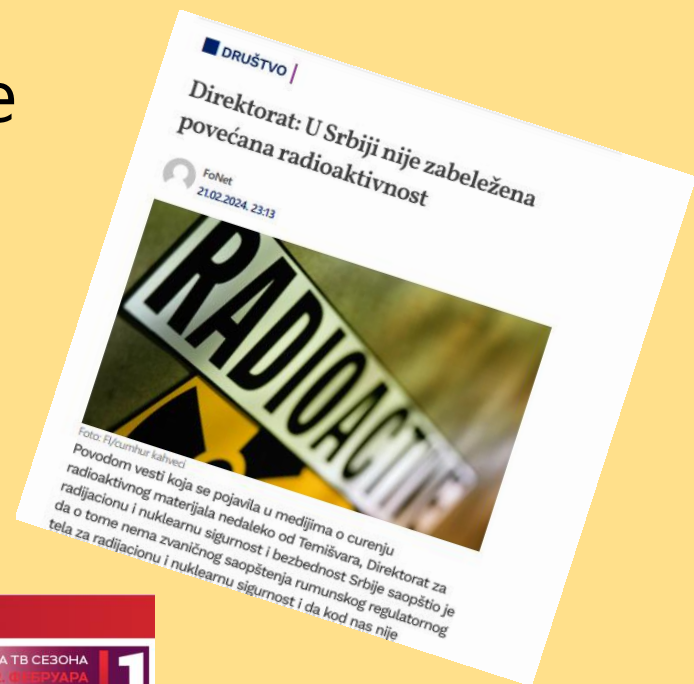 e
DRUŠTVO
Direktorat: U Srbiji nije zabeležena
povećana radioaktivnost
FoNet
21.02.2024. 23:13
RADIOACTIVE
Foto: FI/cumhur kahveci
Povodom vesti koja se pojavila u medijima o curenju
radioaktivnog materijala nedaleko od Temišvara, Direktorat za
radijacionu i nuklearnu sigurnost i bezbednost Srbije saopštio je
da o tome nema zvaničnog saopštenja rumunskog regulatornog
tela za radijacionu i nuklearnu sigurnost i da kod nas nije
А ТВ СЕЗОНА
ФЕБРУАРА
1